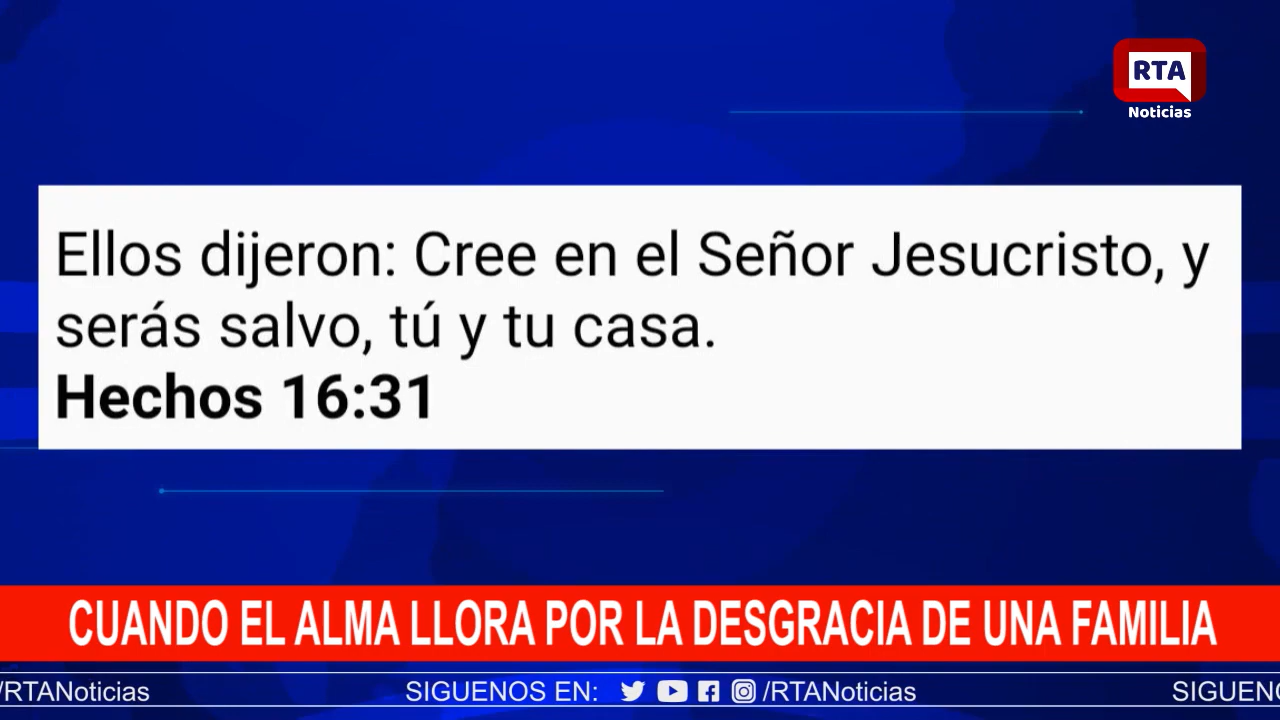 RTA
Noticias
Ellos dijeron: Cree en el Señor Jesucristo, y
serás salvo, tú y tu casa.
Hechos 16:31
CUANDO EL ALMA LLORA POR LA DESGRACIA DE UNA FAMILIA
/RTANoticias SIGUENOS EN: /RTANoticias SIGUENO